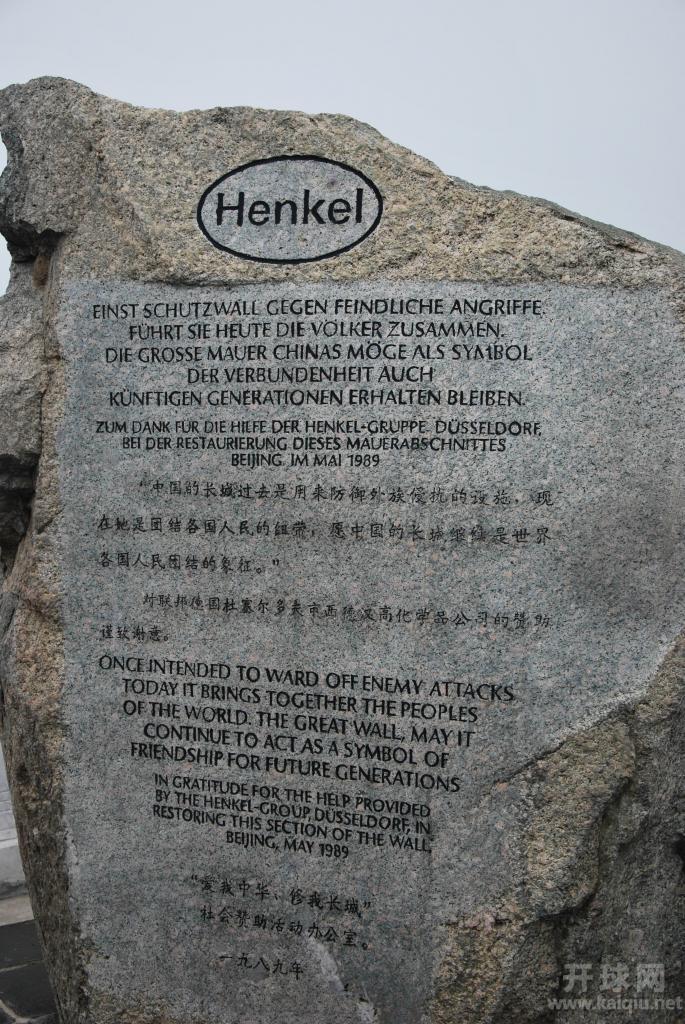 Henkel
EINST SCHUTZWALL GEGEN FEINDLICHE ANGRIFFE,
FÜHRT SIE HEUTE DIE VÖLKER ZUSAMMEN.
DIE GROSSE MAUER CHINAS MÖGE ALS SYMBOL
DER VERBUNDENHEIT AUCH
KÜNFTIGEN GENERATIONEN ERHALTEN BLEIBEN.
ZUM DANK FÜR DIE HILFE DER HENKEL-GRUPPE, DÜSSELDORF,
BEI DER RESTAURIERUNG DIESES MAUERABSCHNITTES
BEIJING, IM MAI 1989
“中国的长城过去是用来防御外族侵扰的设施，现
在她是团结各国人民的纽带，愿中国的长城继续是世界
各国人民团结的象征。”
对联邦德国杜塞尔多夫市西德汉高化学品公司的赞助
谨致谢意。
ONCE INTENDED TO WARD OFF ENEMY ATTACKS
TODAY IT BRINGS TOGETHER THE PEOPLES
OF THE WORLD. THE GREAT WALL, MAY IT
CONTINUE TO ACT AS A SYMBOL OF
FRIENDSHIP FOR FUTURE GENERATIONS
IN GRATITUDE FOR THE HELP PROVIDED
BY THE HENKEL-GROUP, DÜSSELDORF, IN
RESTORING THIS SECTION OF THE WALL,
BEIJING, MAY 1989
“爱我中华、修我长城”
社会赞助活动办公室。
一九八九年
开球网
www.kaiqiu.net